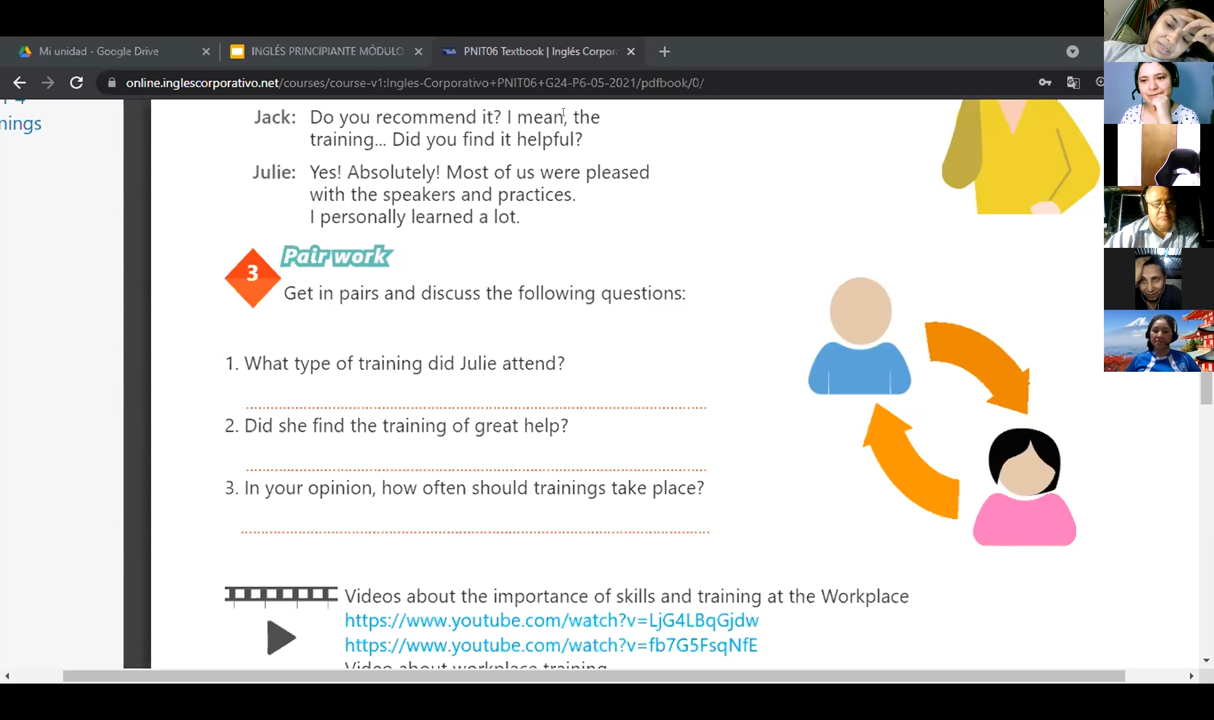 Mi unidad - Google Drive
INGLÉS PRINCIPIANTE MÓDULO
PNIT06 Textbook | Inglés Corpor
online.inglescorporativo.net/courses/course-v1:Ingles-Corporativo+PNIT06+G24-P6-05-2021/pdfbook/0/
nings
Jack: Do you recommend it? I mean, the
training... Did you find it helpful?
Julie: Yes! Absolutely! Most of us were pleased
with the speakers and practices.
I personally learned a lot.
3 Pair work
Get in pairs and discuss the following questions:
1. What type of training did Julie attend?
2. Did she find the training of great help?
3. In your opinion, how often should trainings take place?
Videos about the importance of skills and training at the Workplace
https://www.youtube.com/watch?v=LjG4LBqGjdw
https://www.youtube.com/watch?v=fb7G5FsqNfE
Video about workplace training